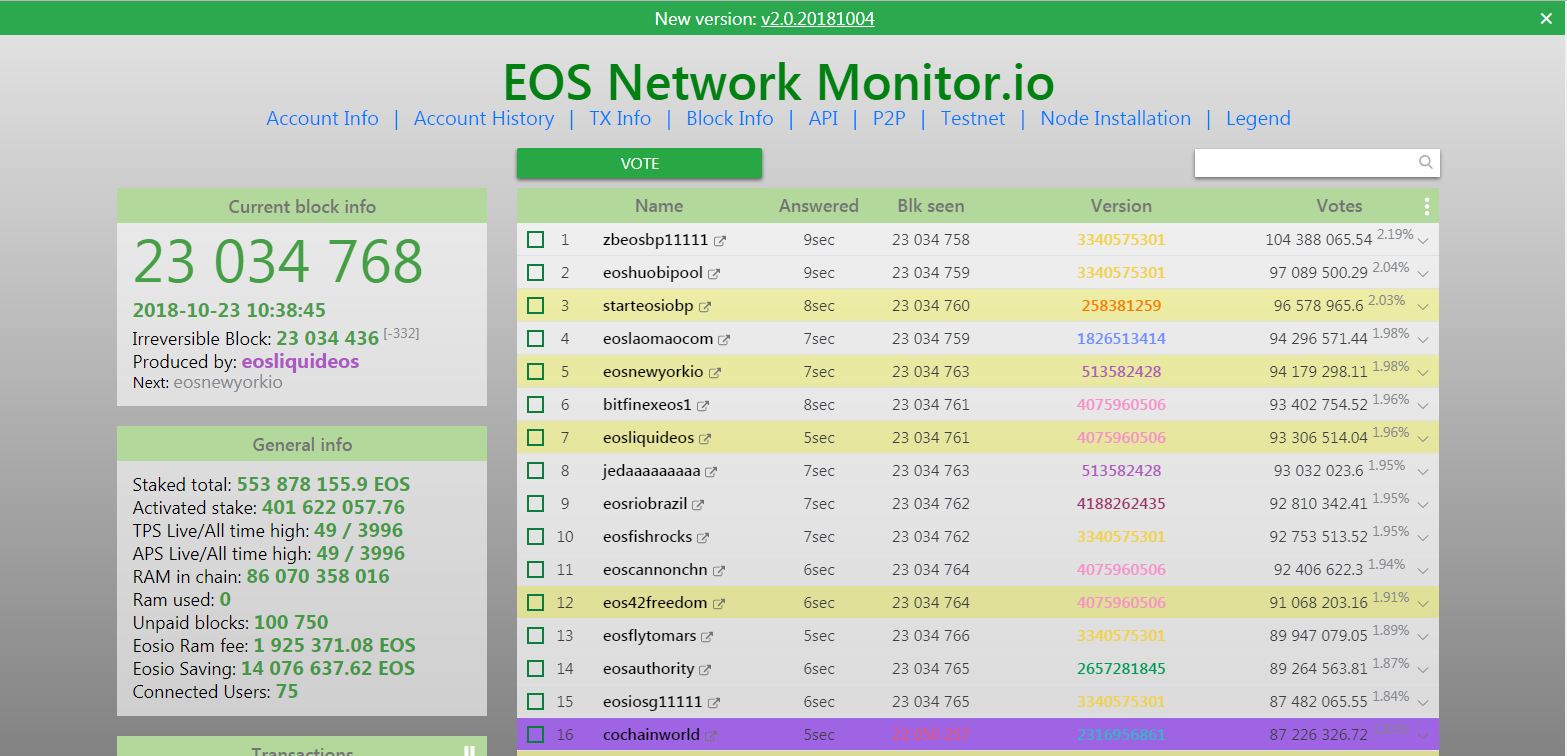 New version: v2.0.20181004 ×
EOS Network Monitor.io
Account Info | Account History | TX Info | Block Info | API | P2P | Testnet | Node Installation | Legend
VOTE
Current block info
23 034 768
2018-10-23 10:38:45
Irreversible Block: 23 034 436 [-332]
Produced by: eosliquideos
Next: eosnewyorkio
General info
Staked total: 553 878 155.9 EOS
Activated stake: 401 622 057.76
TPS Live/All time high: 49 / 3996
APS Live/All time high: 49 / 3996
RAM in chain: 86 070 358 016
Ram used: 0
Unpaid blocks: 100 750
Eosio Ram fee: 1 925 371.08 EOS
Eosio Saving: 14 076 637.62 EOS
Connected Users: 75
Transactions
Name Answered Blk seen Version Votes
1 zbeosbp11111 9sec 23 034 758 3340575301 104 388 065.54 2.19%
2 eoshuobipool 9sec 23 034 759 3340575301 97 089 500.29 2.04%
3 starteosiobp 8sec 23 034 760 258381259 96 578 965.6 2.03%
4 eoslaomaocom 7sec 23 034 759 1826513414 94 296 571.44 1.98%
5 eosnewyorkio 7sec 23 034 763 513582428 94 179 298.11 1.98%
6 bitfinexeos1 8sec 23 034 761 4075960506 93 402 754.52 1.96%
7 eosliquideos 5sec 23 034 761 4075960506 93 306 514.04 1.96%
8 jedaaaaaaaaa 7sec 23 034 763 513582428 93 032 023.6 1.95%
9 eosriobrazil 7sec 23 034 762 4188262435 92 810 342.41 1.95%
10 eosfishrocks 7sec 23 034 762 3340575301 92 753 513.52 1.95%
11 eoscannonchn 6sec 23 034 764 4075960506 92 406 622.3 1.94%
12 eos42freedom 6sec 23 034 764 4075960506 91 068 203.16 1.91%
13 eosflytomars 5sec 23 034 766 3340575301 89 947 079.05 1.89%
14 eosauthority 6sec 23 034 765 2657281845 89 264 563.81 1.87%
15 eosiosg11111 6sec 23 034 765 3340575301 87 482 065.55 1.84%
16 cochainworld 5sec 2316956861 87 226 326.72